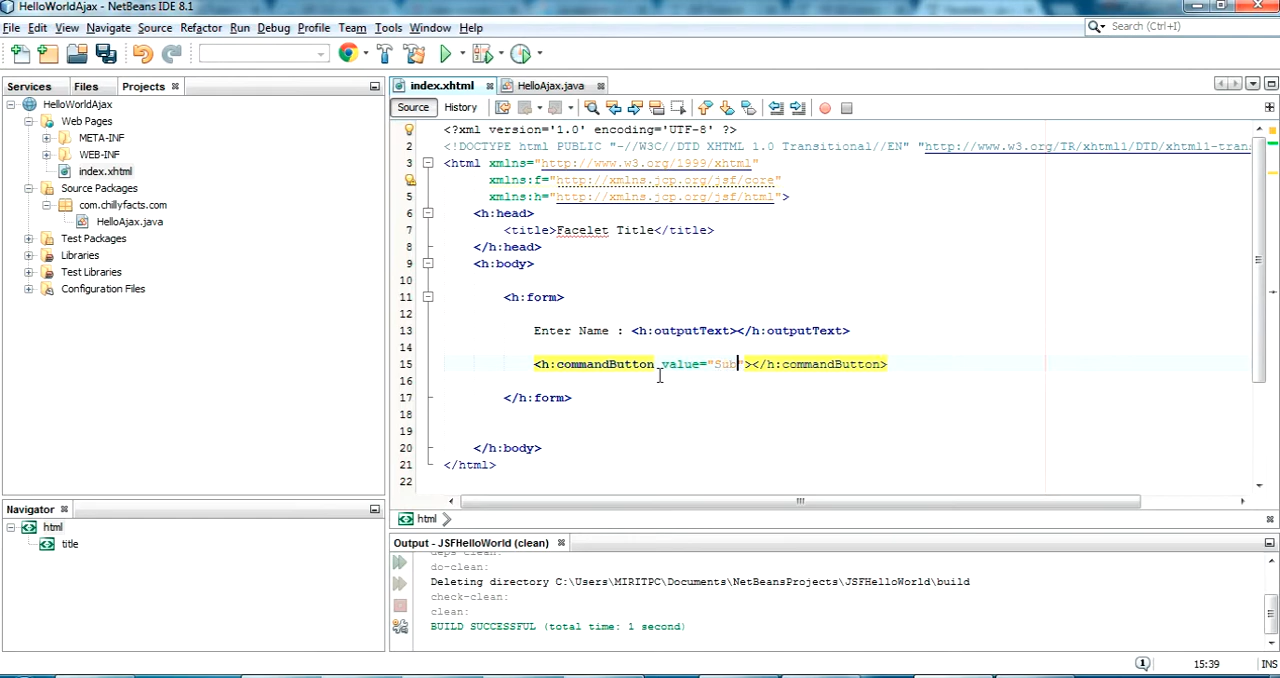 HelloWorldAjax - NetBeans IDE 8.1
File Edit View Navigate Source Refactor Run Debug Profile Team Tools Window Help
Search (Ctrl+I)
Services Files Projects
index.xhtml HelloAjax.java
Source History
HelloWorldAjax
Web Pages
META-INF
WEB-INF
index.xhtml
Source Packages
com.chillyfacts.com
HelloAjax.java
Test Packages
Libraries
Test Libraries
Configuration Files
<?xml version='1.0' encoding='UTF-8' ?>
2 <!DOCTYPE html PUBLIC "-//W3C//DTD XHTML 1.0 Transitional//EN" "http://www.w3.org/TR/xhtml1/DTD/xhtml1-trans
3 <html xmlns="http://www.w3.org/1999/xhtml"
xmlns:f="http://xmlns.jcp.org/jsf/core"
5 xmlns:h="http://xmlns.jcp.org/jsf/html">
6 <h:head>
7 <title>Facelet Title</title>
8 </h:head>
9 <h:body>
10
11 <h:form>
12
13 Enter Name : <h:outputText></h:outputText>
14
15 <h:commandButton value="Sub"></h:commandButton>
16
17 </h:form>
18
19
20 </h:body>
21 </html>
22
html
Navigator
html
title
Output - JSFHelloWorld (clean)
deps-clean:
do-clean:
Deleting directory C:\Users\MIRITPC\Documents\NetBeansProjects\JSFHelloWorld\build
check-clean:
clean:
BUILD SUCCESSFUL (total time: 1 second)
1 15:39 INS